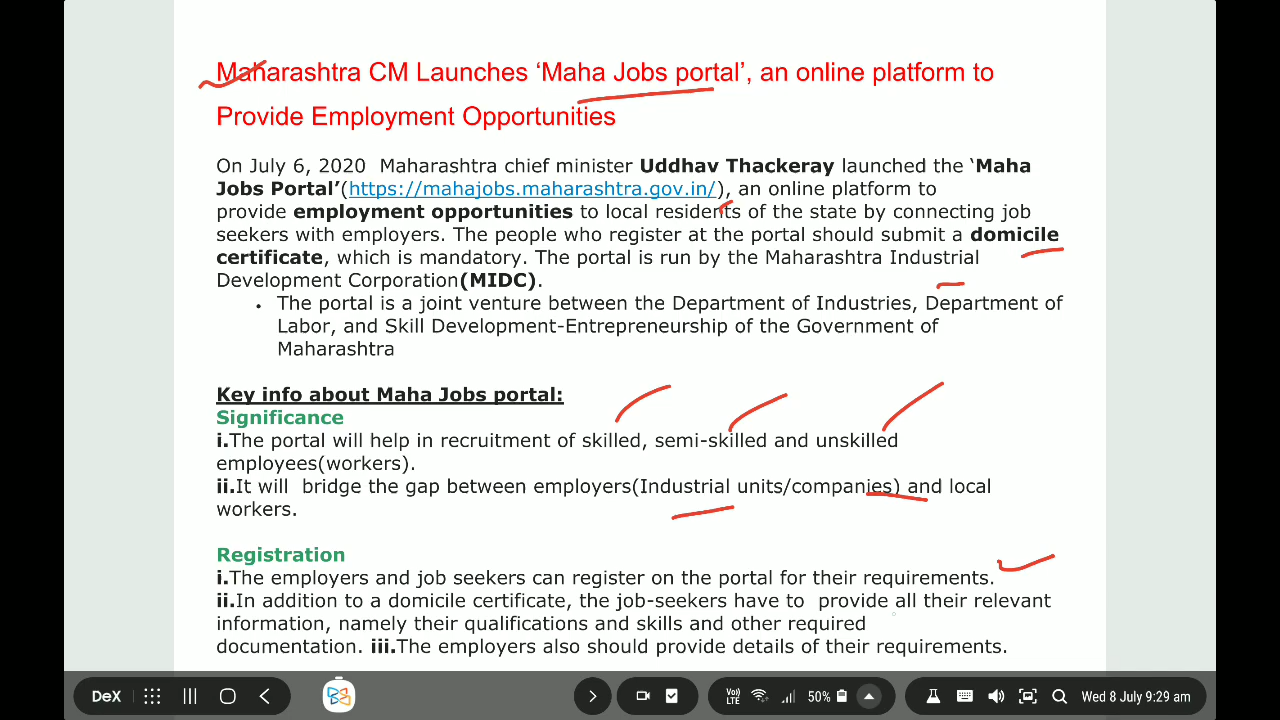 Maharashtra CM Launches ‘Maha Jobs portal’, an online platform to
Provide Employment Opportunities
On July 6, 2020 Maharashtra chief minister Uddhav Thackeray launched the ‘Maha
Jobs Portal’(https://mahajobs.maharashtra.gov.in/), an online platform to
provide employment opportunities to local residents of the state by connecting job
seekers with employers. The people who register at the portal should submit a domicile
certificate, which is mandatory. The portal is run by the Maharashtra Industrial
Development Corporation(MIDC).
• The portal is a joint venture between the Department of Industries, Department of
Labor, and Skill Development-Entrepreneurship of the Government of
Maharashtra
Key info about Maha Jobs portal:
Significance
i.The portal will help in recruitment of skilled, semi-skilled and unskilled
employees(workers).
ii.It will bridge the gap between employers(Industrial units/companies) and local
workers.
Registration
i.The employers and job seekers can register on the portal for their requirements.
ii.In addition to a domicile certificate, the job-seekers have to provide all their relevant
information, namely their qualifications and skills and other required
documentation. iii.The employers also should provide details of their requirements.
DeX Vo) LTE 50% Wed 8 July 9:29 am